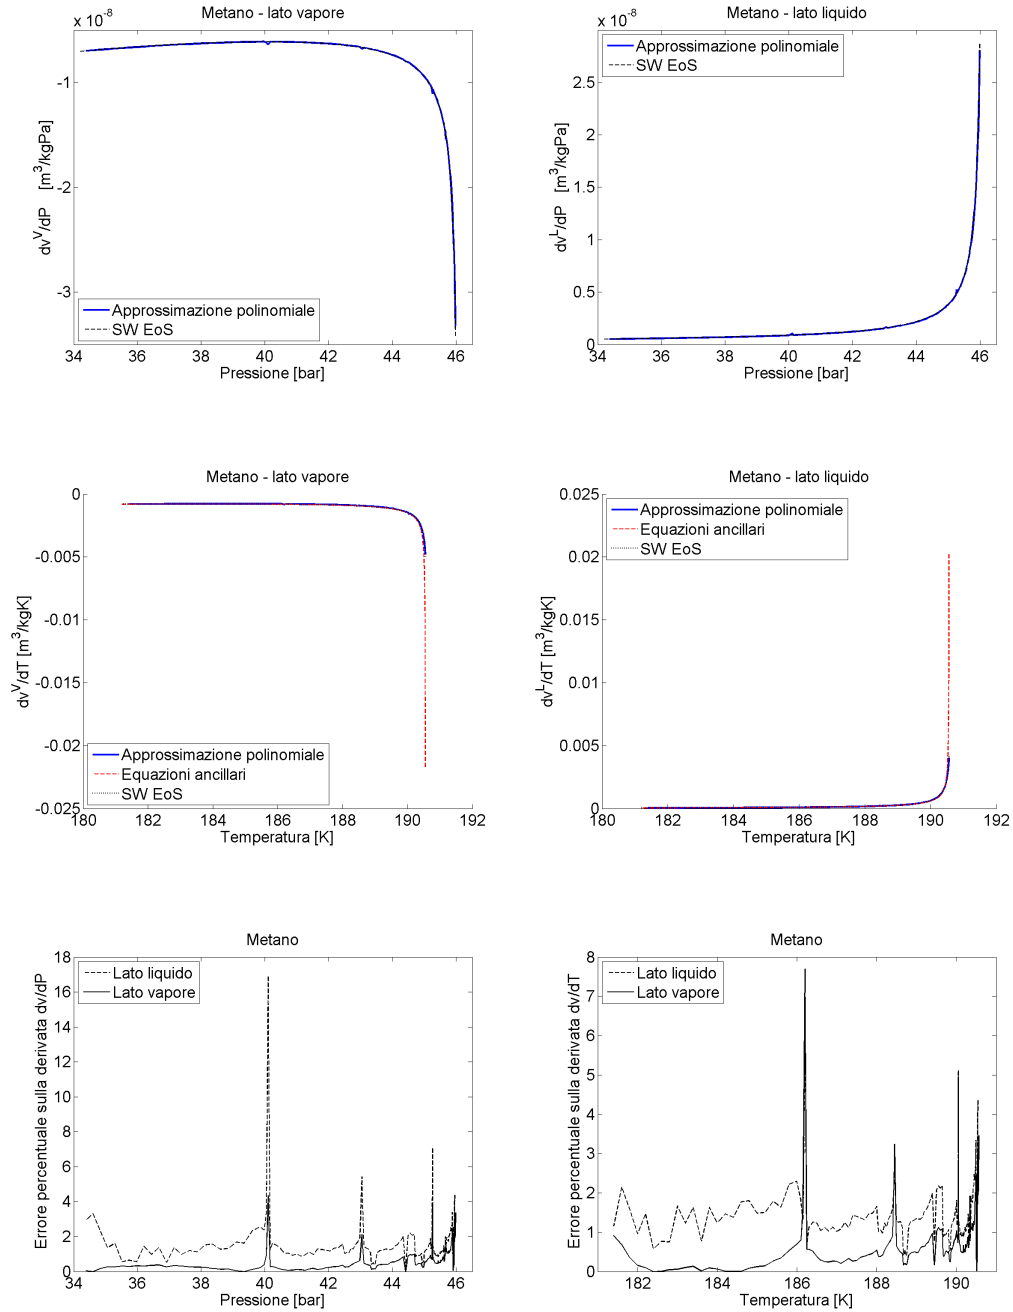 Metano - lato vapore
x 10-8
-1
-2
-3
dvV/dP [m3/kgPa]
Approssimazione polinomiale
SW EoS
34 36 38 40 42 44 46
Pressione [bar]
Metano - lato liquido
x 10-8
Approssimazione polinomiale
SW EoS
2.5
2
1.5
1
0.5
0
dvL/dP [m3/kgPa]
34 36 38 40 42 44 46
Pressione [bar]
Metano - lato vapore
0
-0.005
-0.01
-0.015
-0.02
-0.025
dvV/dT [m3/kgK]
Approssimazione polinomiale
Equazioni ancillari
SW EoS
180 182 184 186 188 190 192
Temperatura [K]
Metano - lato liquido
0.025
0.02
0.015
0.01
0.005
0
dvL/dT [m3/kgK]
Approssimazione polinomiale
Equazioni ancillari
SW EoS
180 182 184 186 188 190 192
Temperatura [K]
Metano
18
16
14
12
10
8
6
4
2
0
Errore percentuale sulla derivata dv/dP
Lato liquido
Lato vapore
34 36 38 40 42 44 46
Pressione [bar]
Metano
8
7
6
5
4
3
2
1
0
Errore percentuale sulla derivata dv/dT
Lato liquido
Lato vapore
182 184 186 188 190
Temperatura [K]